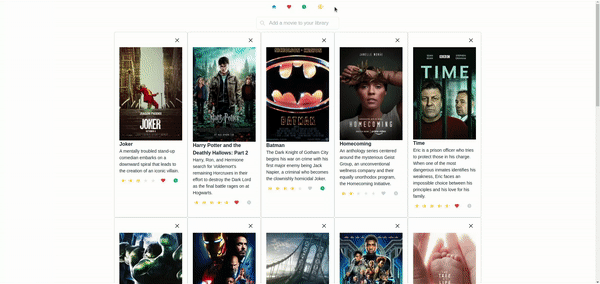 Add a movie to your library
JOKER
Joker
A mentally troubled stand-up
comedian embarks on a
downward spiral that leads to
the creation of an iconic villain.
Harry Potter and the
Deathly Hallows: Part 2
Harry, Ron, and Hermione
search for Voldemort's
remaining Horcruxes in their
effort to destroy the Dark Lord
as the final battle rages on at
Hogwarts.
BATMAN
Batman
The Dark Knight of Gotham City
begins his war on crime with his
first major enemy being Jack
Napier, a criminal who becomes
the clownishly homicidal Joker.
HOMECOMING
Homecoming
An anthology series centered
around the mysterious Geist
Group, an unconventional
wellness company and their
equally unorthodox program,
the Homecoming Initiative.
TIME
Time
Eric is a prison officer who tries
to protect those in his charge.
When one of the most
dangerous inmates identifies his
weakness, Eric faces an
impossible choice between his
principles and his love for his
family.